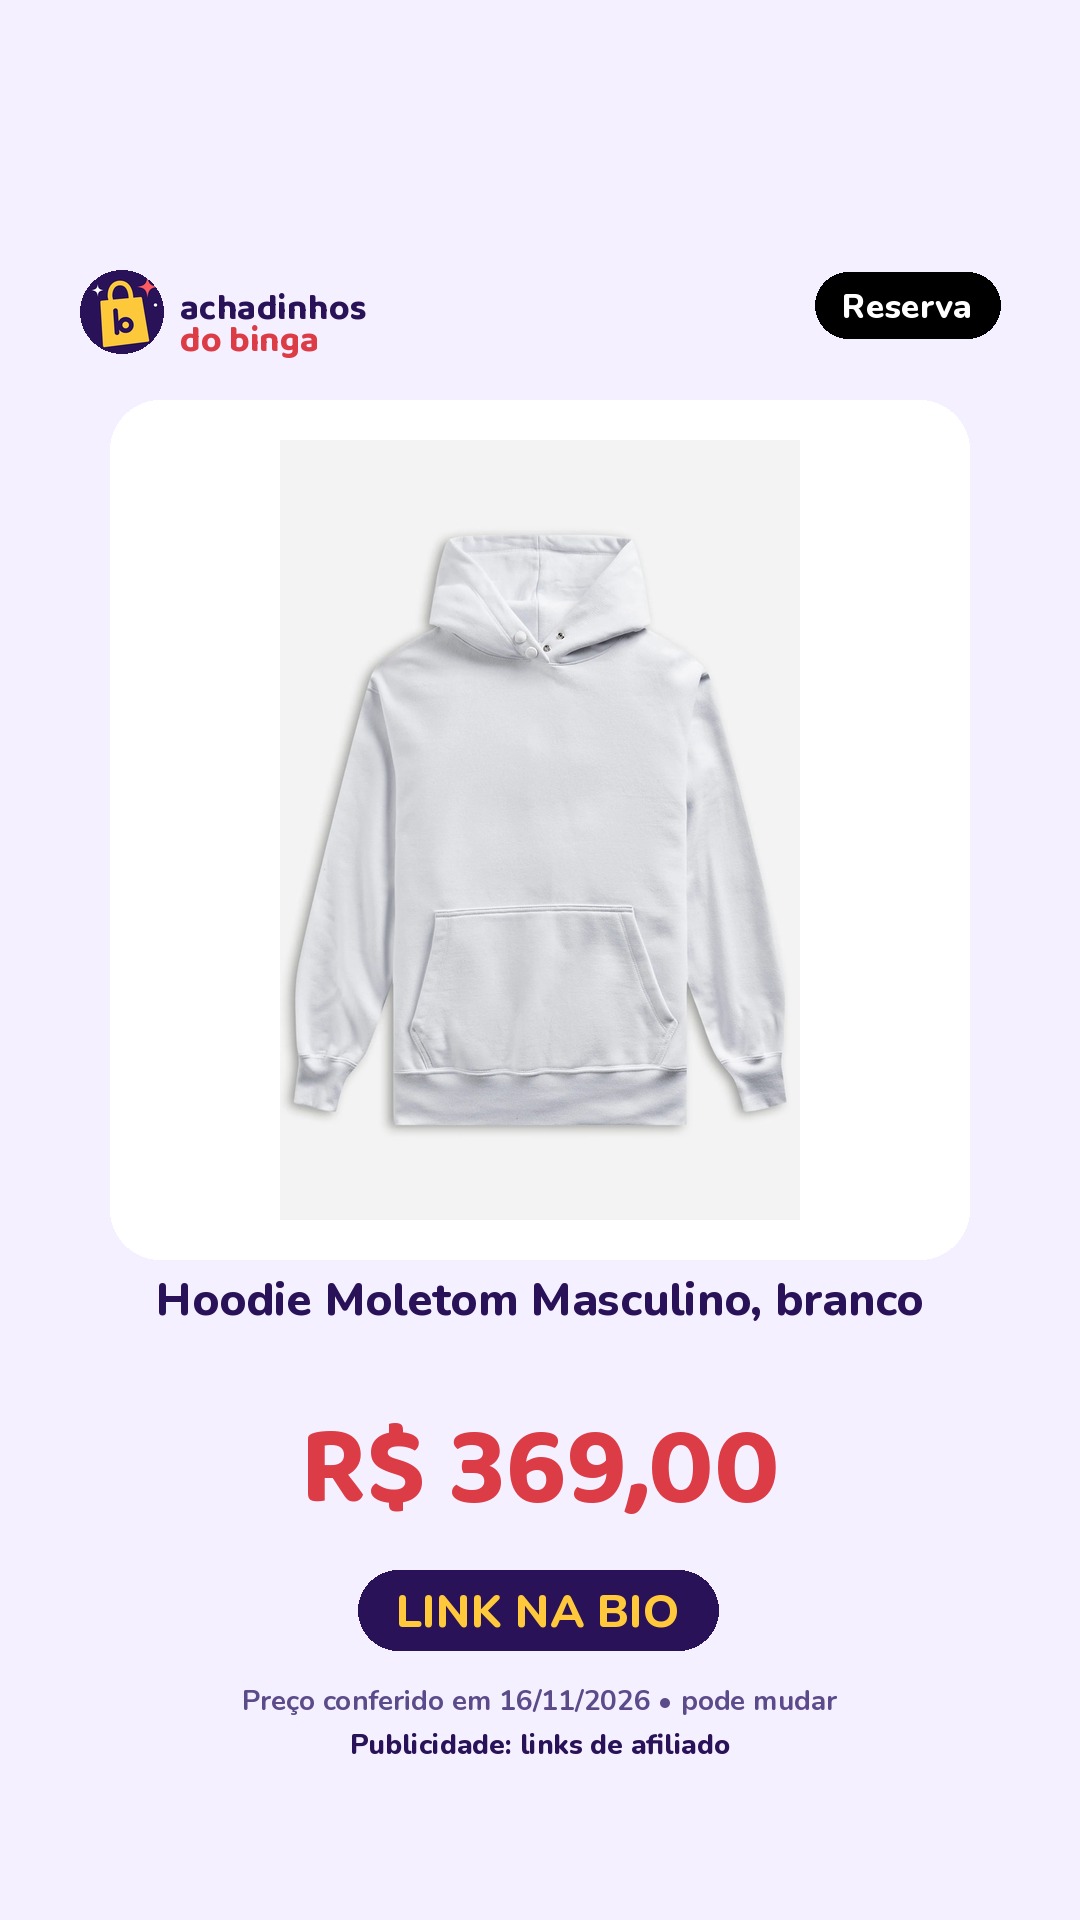 achadinhos
do binga
Reserva
Hoodie Moletom Masculino, branco
R$ 369,00
LINK NA BIO
Preço conferido em 16/11/2026 • pode mudar
Publicidade: links de afiliado